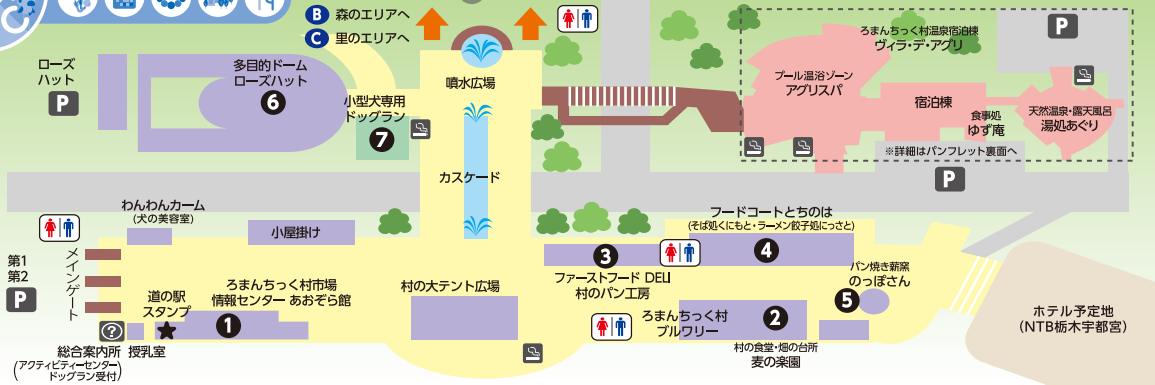 B 森のエリアへ
C 里のエリアへ
ローズ
ハット
P
多目的ドーム
ローズハット
6
小型犬専用
ドッグラン
7
噴水広場
カスケード
ろまんちっく村温泉宿泊棟
ヴィラ・デ・アグリ
P
プール温浴ゾーン
アグリスパ
宿泊棟
食事処
ゆず庵
天然温泉・露天風呂
湯処あぐり
※詳細はパンフレット裏面へ
P
わんわんカーム
(犬の美容室)
小屋掛け
第1
第2
P
メインゲート
道の駅
スタンプ
ろまんちっく村市場
情報センター あおぞら館
1
?
総合案内所
(アクティビティーセンター
ドッグラン受付)
授乳室
村の大テント広場
3
ファーストフード DELI
村のパン工房
フードコートとちのは
(そば処くにもと・ラーメン餃子処にっさと)
4
ろまんちっく村
ブルワリー
2
村の食堂・畑の台所
麦の楽園
パン焼き薪窯
のっぽさん
5
ホテル予定地
(NTB栃木宇都宮)